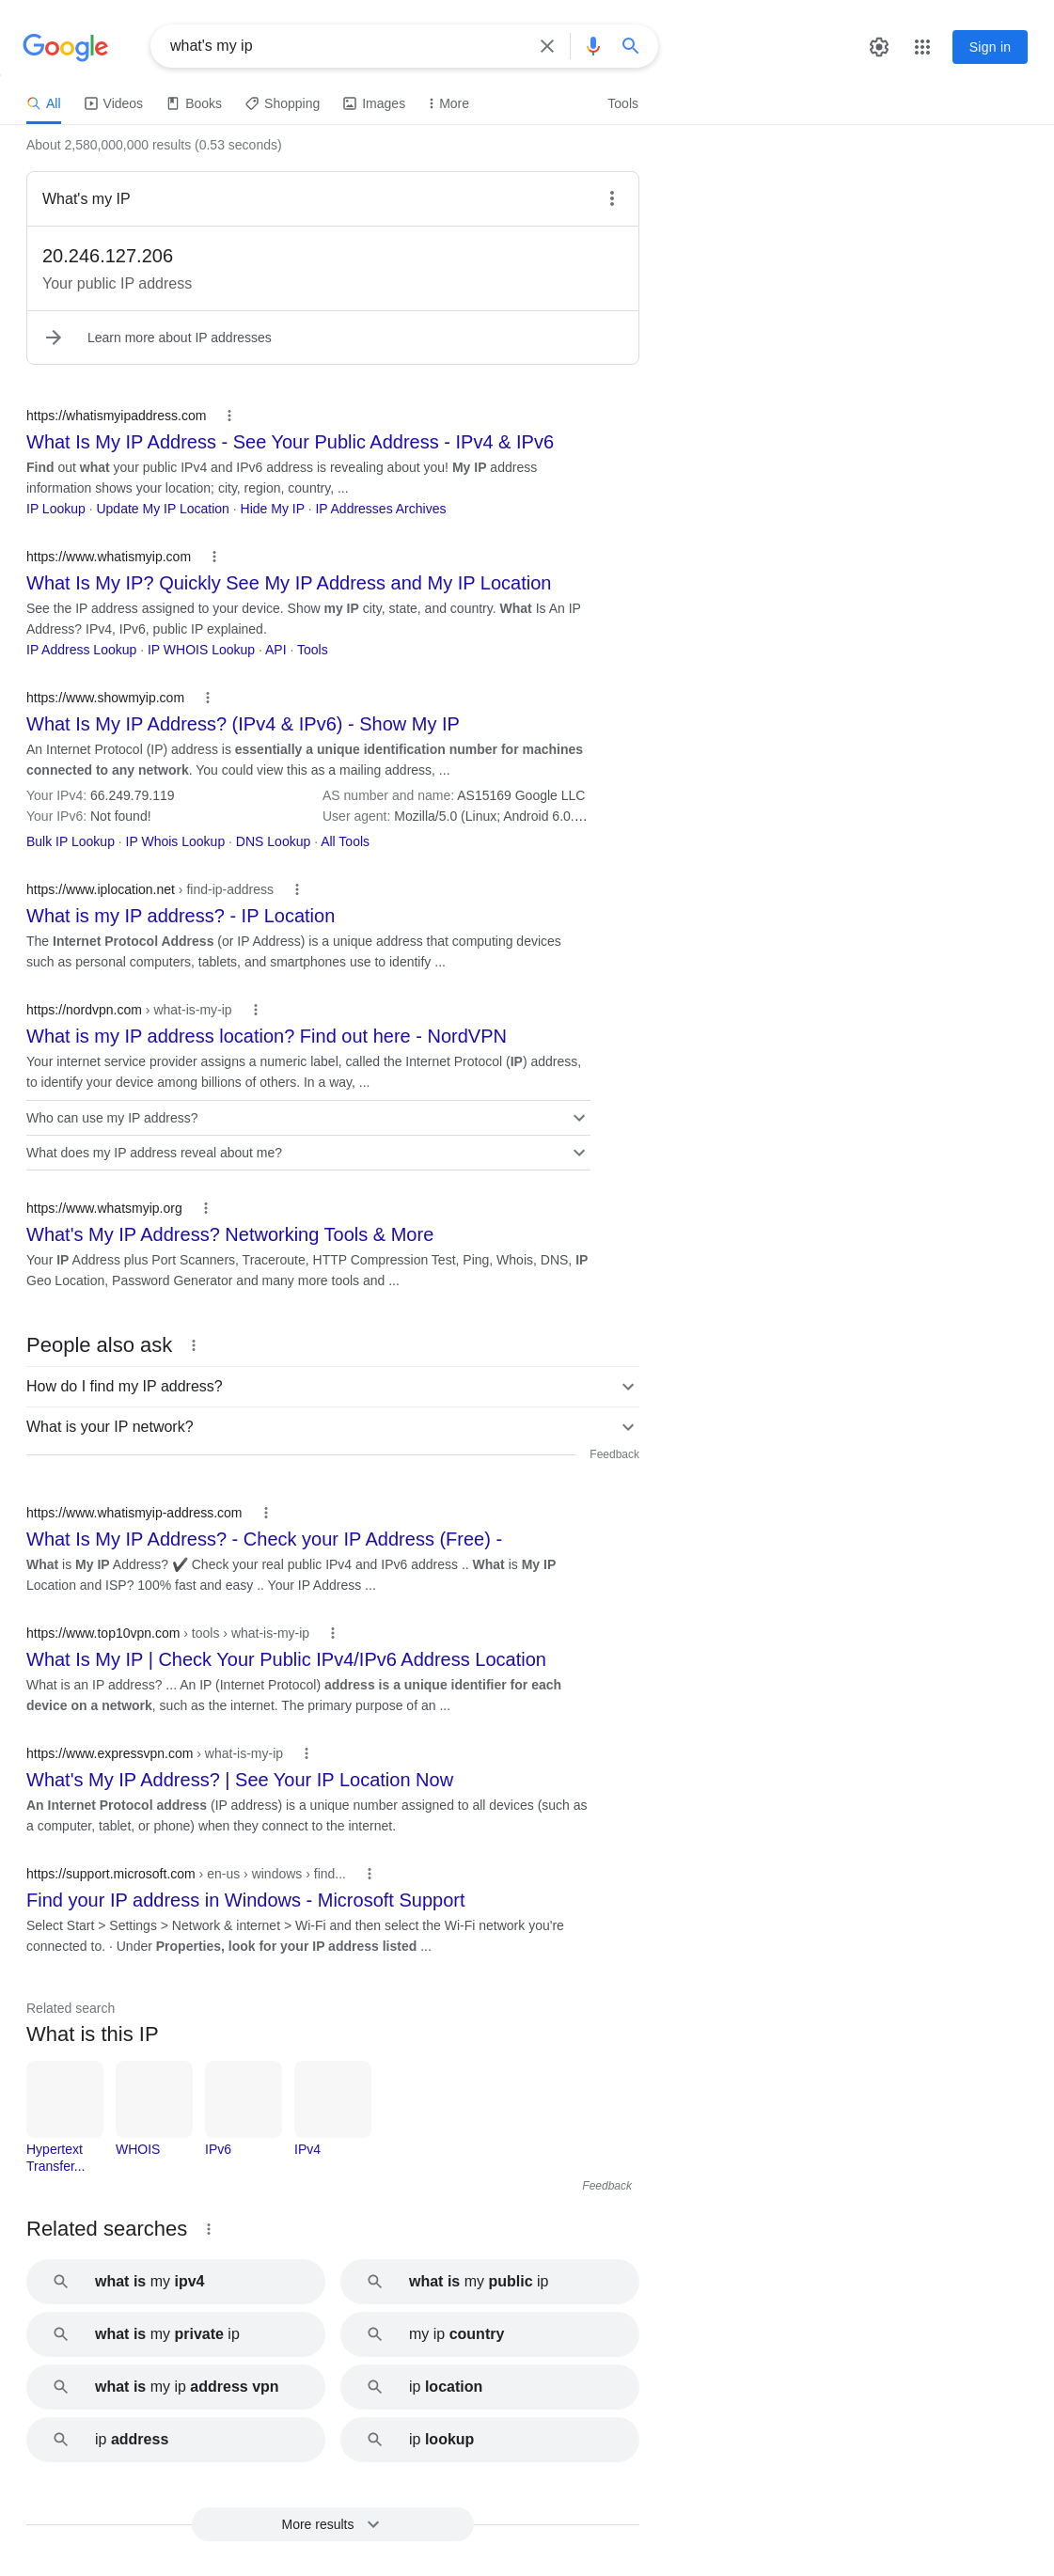 Google
what's my ip
Sign in
All
Videos
Books
Shopping
Images
More
Tools
About 2,580,000,000 results (0.53 seconds)
What's my IP
20.246.127.206
Your public IP address
Learn more about IP addresses
https://whatismyipaddress.com
What Is My IP Address - See Your Public Address - IPv4 & IPv6
Find out what your public IPv4 and IPv6 address is revealing about you! My IP address
information shows your location; city, region, country, ...
IP Lookup · Update My IP Location · Hide My IP · IP Addresses Archives
https://www.whatismyip.com
What Is My IP? Quickly See My IP Address and My IP Location
See the IP address assigned to your device. Show my IP city, state, and country. What Is An IP
Address? IPv4, IPv6, public IP explained.
IP Address Lookup · IP WHOIS Lookup · API · Tools
https://www.showmyip.com
What Is My IP Address? (IPv4 & IPv6) - Show My IP
An Internet Protocol (IP) address is essentially a unique identification number for machines
connected to any network. You could view this as a mailing address, ...
Your IPv4: 66.249.79.119 AS number and name: AS15169 Google LLC
Your IPv6: Not found! User agent: Mozilla/5.0 (Linux; Android 6.0....
Bulk IP Lookup · IP Whois Lookup · DNS Lookup · All Tools
https://www.iplocation.net › find-ip-address
What is my IP address? - IP Location
The Internet Protocol Address (or IP Address) is a unique address that computing devices
such as personal computers, tablets, and smartphones use to identify ...
https://nordvpn.com › what-is-my-ip
What is my IP address location? Find out here - NordVPN
Your internet service provider assigns a numeric label, called the Internet Protocol (IP) address,
to identify your device among billions of others. In a way, ...
Who can use my IP address?
What does my IP address reveal about me?
https://www.whatsmyip.org
What's My IP Address? Networking Tools & More
Your IP Address plus Port Scanners, Traceroute, HTTP Compression Test, Ping, Whois, DNS, IP
Geo Location, Password Generator and many more tools and ...
People also ask
How do I find my IP address?
What is your IP network?
Feedback
https://www.whatismyip-address.com
What Is My IP Address? - Check your IP Address (Free) -
What is My IP Address? ✔️ Check your real public IPv4 and IPv6 address .. What is My IP
Location and ISP? 100% fast and easy .. Your IP Address ...
https://www.top10vpn.com › tools › what-is-my-ip
What Is My IP | Check Your Public IPv4/IPv6 Address Location
What is an IP address? ... An IP (Internet Protocol) address is a unique identifier for each
device on a network, such as the internet. The primary purpose of an ...
https://www.expressvpn.com › what-is-my-ip
What's My IP Address? | See Your IP Location Now
An Internet Protocol address (IP address) is a unique number assigned to all devices (such as
a computer, tablet, or phone) when they connect to the internet.
https://support.microsoft.com › en-us › windows › find...
Find your IP address in Windows - Microsoft Support
Select Start > Settings > Network & internet > Wi-Fi and then select the Wi-Fi network you're
connected to. · Under Properties, look for your IP address listed ...
Related search
What is this IP
Hypertext
Transfer...
WHOIS
IPv6
IPv4
Feedback
Related searches
what is my ipv4
what is my public ip
what is my private ip
my ip country
what is my ip address vpn
ip location
ip address
ip lookup
More results